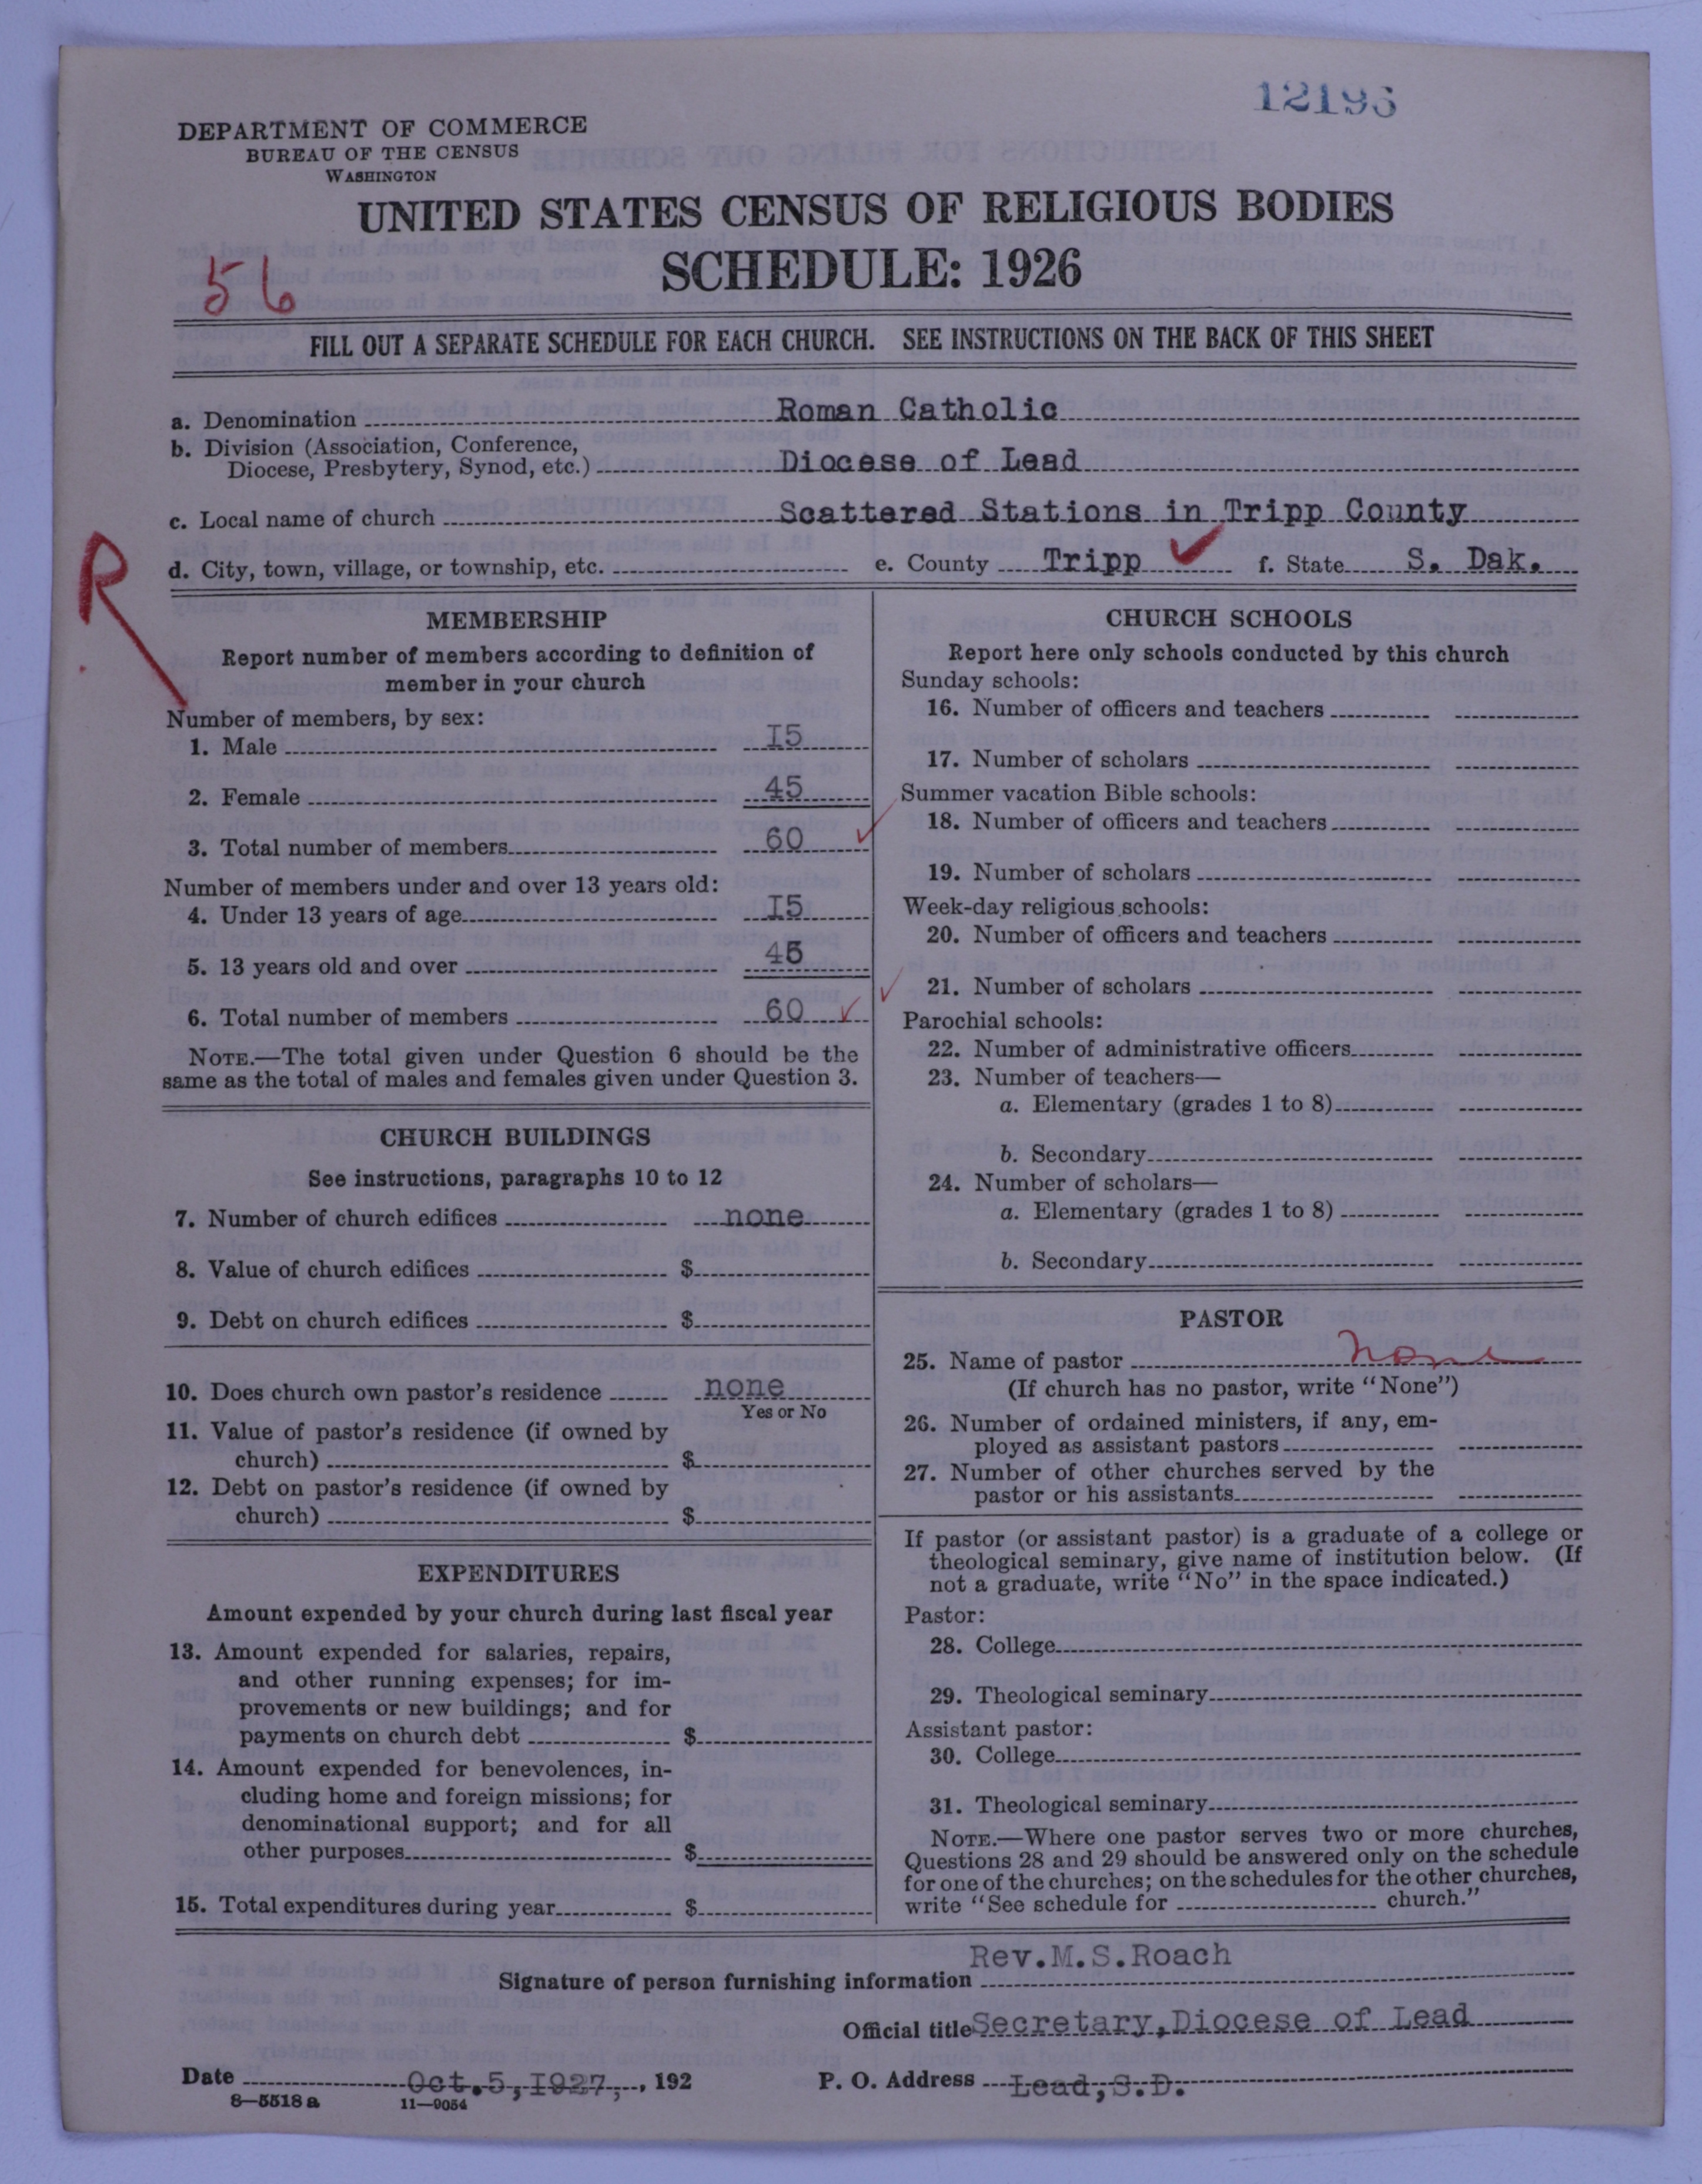 12196
DEPARTMENT OF COMMERCE
BUREAU OF THE CENSUS
WASHINGTON
UNITED STATES CENSUS OF RELIGIOUS BODIES
SCHEDULE: 1926
56
FILL OUT A SEPARATE SCHEDULE FOR EACH CHURCH. SEE INSTRUCTIONS ON THE BACK OF THIS SHEET
a. Denomination Roman Catholic
b. Division (Association, Conference,
Diocese, Presbytery, Synod, etc.) Diocese of Lead
c. Local name of church Scattered Stations in Tripp County
d. City, town, village, or township, etc. e. County Tripp f. State S. Dak.
R
MEMBERSHIP
Report number of members according to definition of
member in your church
Number of members, by sex:
1. Male I5
2. Female 45
3. Total number of members 60
Number of members under and over 13 years old:
4. Under 13 years of age I5
5. 13 years old and over 45
6. Total number of members 60
NOTE.—The total given under Question 6 should be the
same as the total of males and females given under Question 3.
CHURCH BUILDINGS
See instructions, paragraphs 10 to 12
7. Number of church edifices none
8. Value of church edifices $
9. Debt on church edifices $
10. Does church own pastor's residence none
Yes or No
11. Value of pastor's residence (if owned by
church) $
12. Debt on pastor's residence (if owned by
church) $
EXPENDITURES
Amount expended by your church during last fiscal year
13. Amount expended for salaries, repairs,
and other running expenses; for im-
provements or new buildings; and for
payments on church debt $
14. Amount expended for benevolences, in-
cluding home and foreign missions; for
denominational support; and for all
other purposes $
15. Total expenditures during year $
CHURCH SCHOOLS
Report here only schools conducted by this church
Sunday schools:
16. Number of officers and teachers
17. Number of scholars
Summer vacation Bible schools:
18. Number of officers and teachers
19. Number of scholars
Week-day religious schools:
20. Number of officers and teachers
21. Number of scholars
Parochial schools:
22. Number of administrative officers
23. Number of teachers—
a. Elementary (grades 1 to 8)
b. Secondary
24. Number of scholars—
a. Elementary (grades 1 to 8)
b. Secondary
PASTOR
25. Name of pastor None
(If church has no pastor, write "None")
26. Number of ordained ministers, if any, em-
ployed as assistant pastors
27. Number of other churches served by the
pastor or his assistants
If pastor (or assistant pastor) is a graduate of a college or
theological seminary, give name of institution below. (If
not a graduate, write "No" in the space indicated.)
Pastor:
28. College
29. Theological seminary
Assistant pastor:
30. College
31. Theological seminary
NOTE.—Where one pastor serves two or more churches,
Questions 28 and 29 should be answered only on the schedule
for one of the churches; on the schedules for the other churches,
write "See schedule for church."
Signature of person furnishing information Rev.M.S.Roach
Official title Secretary,Diocese of Lead
Date Oct.5,I927, , 192 P. O. Address Lead,S.D.
8—5518a 11—9054